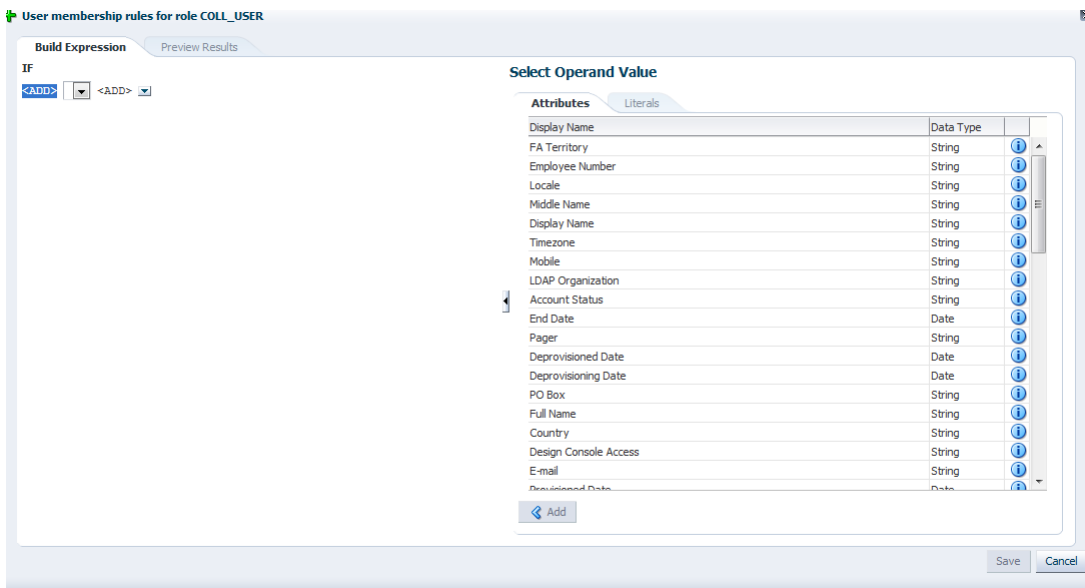 User membership rules for role COLL_USER
Build Expression Preview Results
IF
<ADD> <ADD>
Select Operand Value
Attributes Literals
Display Name Data Type
FA Territory String
Employee Number String
Locale String
Middle Name String
Display Name String
Timezone String
Mobile String
LDAP Organization String
Account Status String
End Date Date
Pager String
Deprovisioned Date Date
Deprovisioning Date Date
PO Box String
Full Name String
Country String
Design Console Access String
E-mail String
Provisioned Date Date
Add
Save Cancel